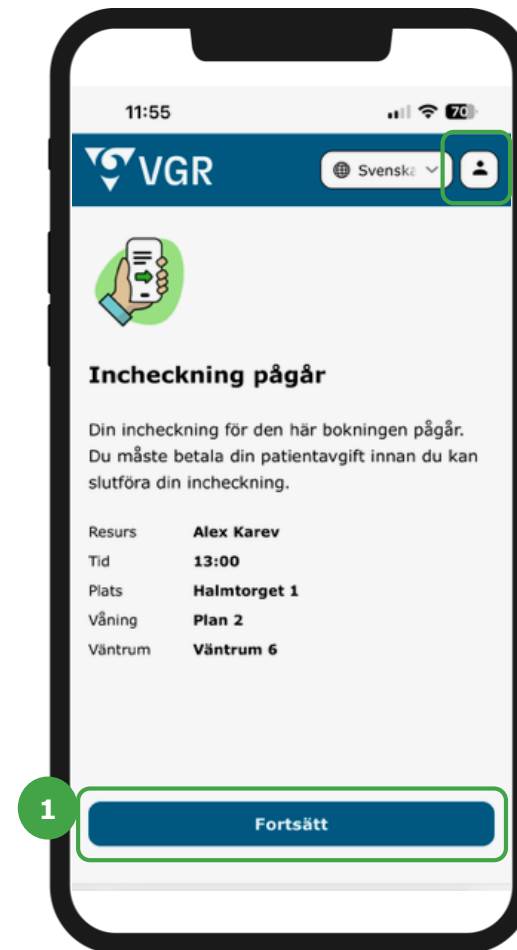 11:55
70
VGR
Svenska
Incheckning pågår
Din incheckning för den här bokningen pågår.
Du måste betala din patientavgift innan du kan
slutföra din incheckning.
Resurs Alex Karev
Tid 13:00
Plats Halmtorget 1
Våning Plan 2
Väntrum Väntrum 6
1
Fortsätt